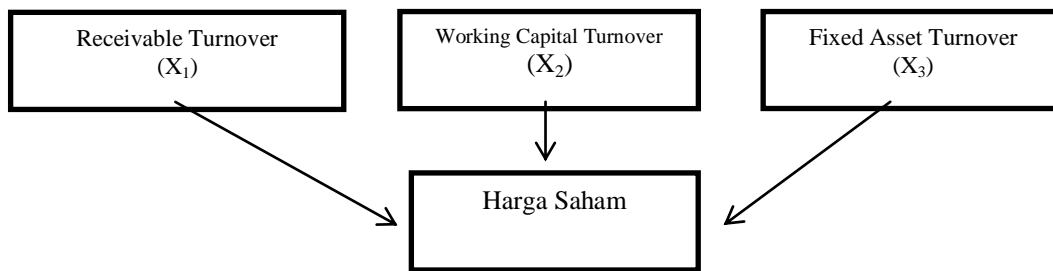 Receivable Turnover
(X₁)
Working Capital Turnover
(X₂)
Fixed Asset Turnover
(X₃)
Harga Saham